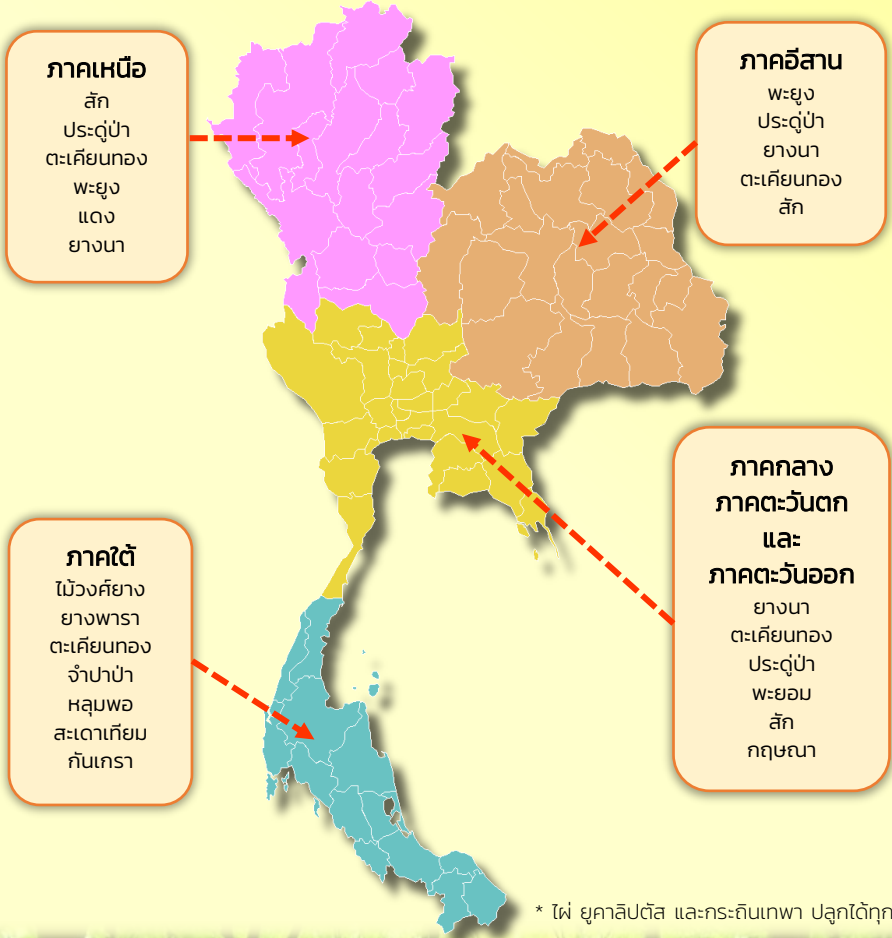 ภาคเหนือ
สัก
ประดู่ป่า
ตะเคียนทอง
พะยูง
แดง
ยางนา
ภาคอีสาน
พะยูง
ประดู่ป่า
ยางนา
ตะเคียนทอง
สัก
ภาคกลาง
ภาคตะวันตก
และ
ภาคตะวันออก
ยางนา
ตะเคียนทอง
ประดู่ป่า
พะยอม
สัก
กฤษณา
ภาคใต้
ไม้วงศ์ยาง
ยางพารา
ตะเคียนทอง
จำปาป่า
หลุมพอ
สะเดาเทียม
กันเกรา
* ไผ่ ยูคาลิปตัส และกระถินเทพา ปลูกได้ทุก